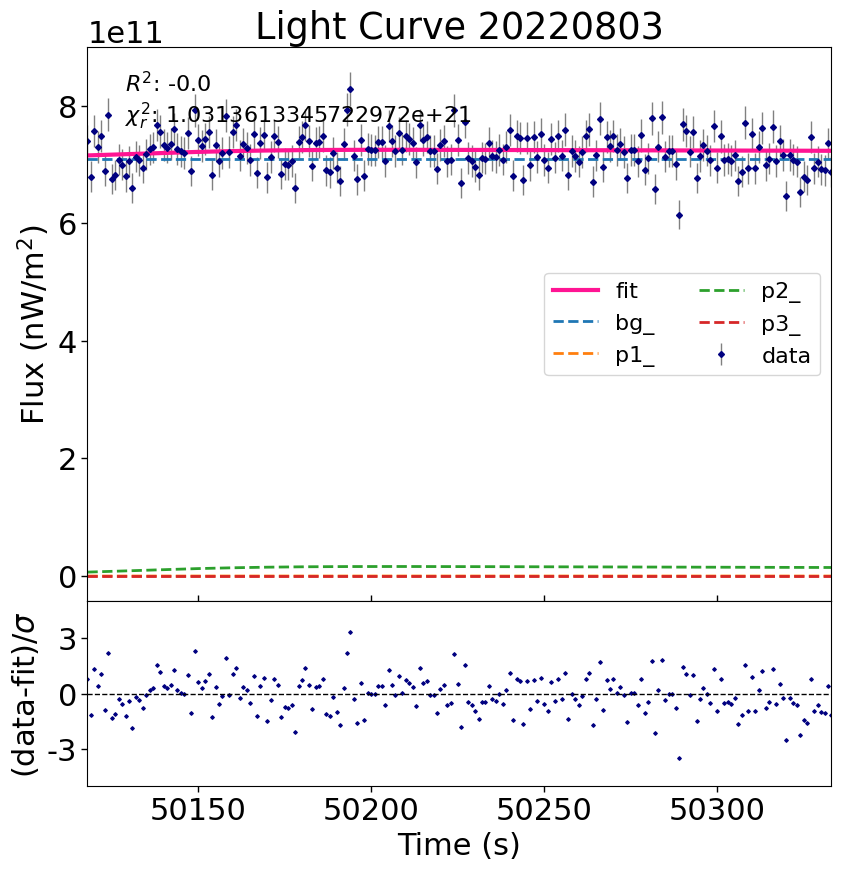 Light Curve 20220803
1e11
R²: -0.0
χ²ᵣ: 1.0313613345722972e+21
8
6
4
2
0
Flux (nW/m²)
fit
bg_
p1_
p2_
p3_
data
3
0
-3
(data-fit)/σ
50150 50200 50250 50300
Time (s)